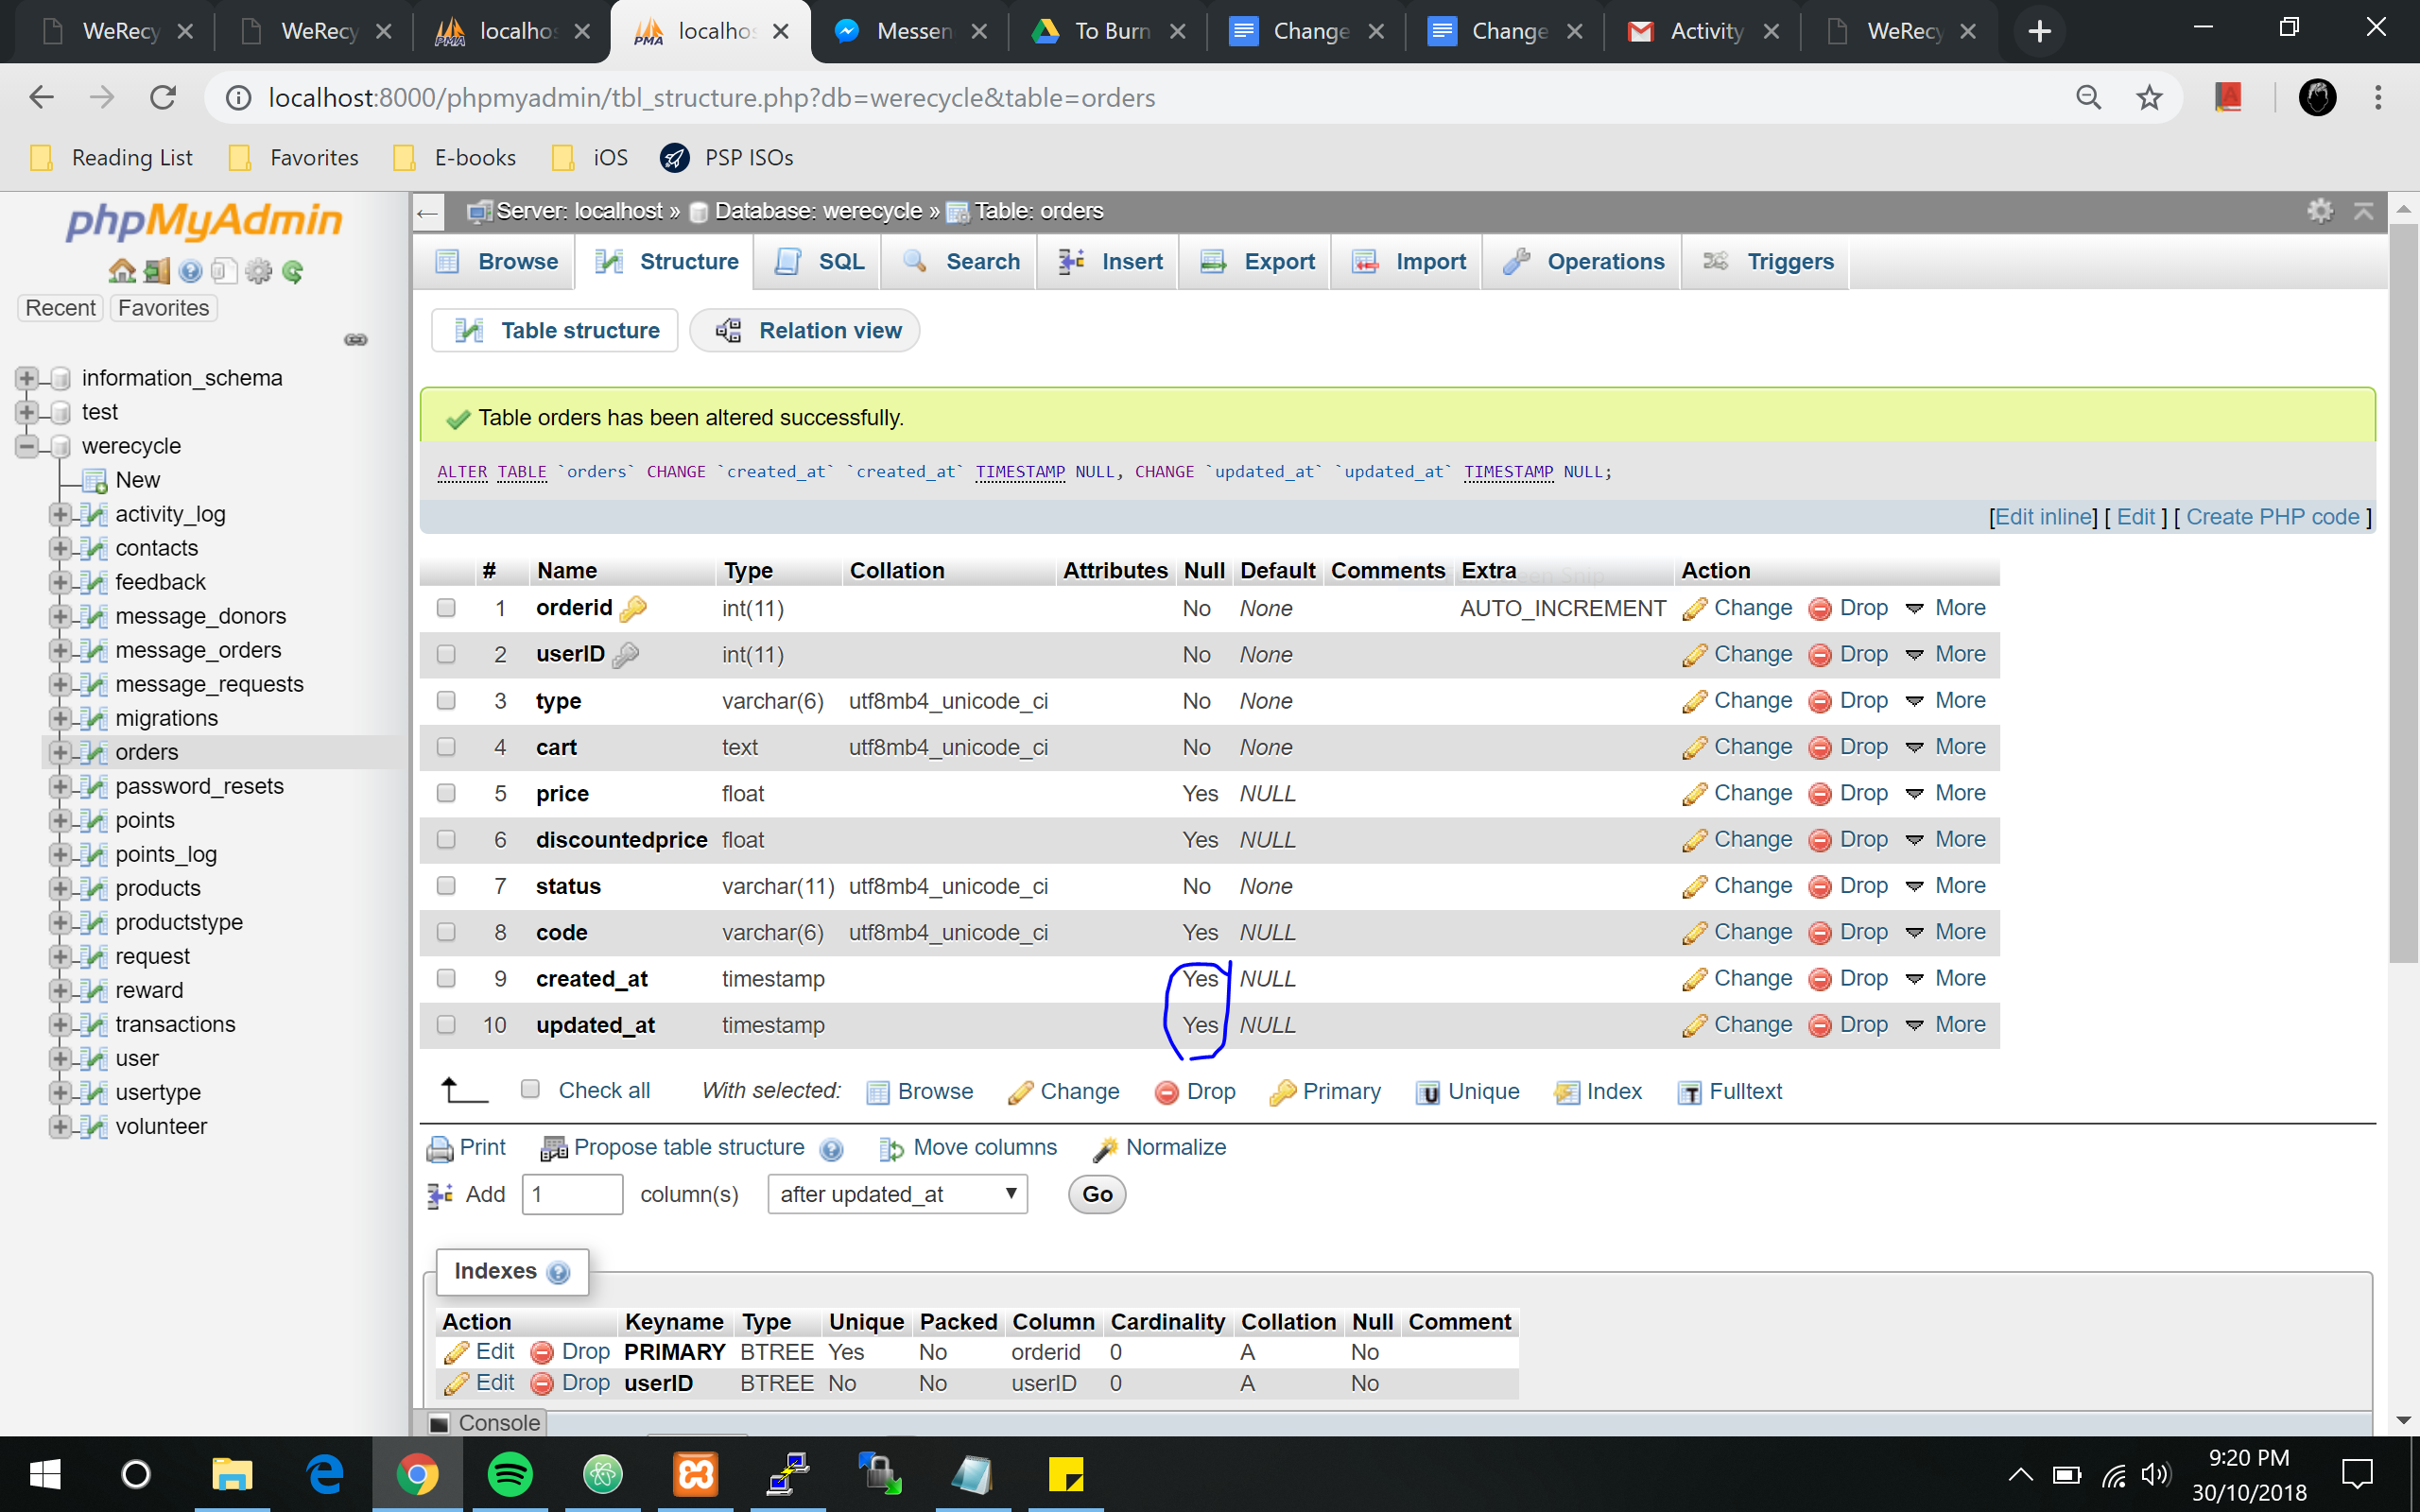 WeRecy WeRecy localhos localhos Messen To Burn Change Change Activity WeRecy
localhost:8000/phpmyadmin/tbl_structure.php?db=werecycle&table=orders
Reading List Favorites E-books iOS PSP ISOs
phpMyAdmin
Recent Favorites
information_schema
test
werecycle
New
activity_log
contacts
feedback
message_donors
message_orders
message_requests
migrations
orders
password_resets
points
points_log
products
productstype
request
reward
transactions
user
usertype
volunteer
Server: localhost » Database: werecycle » Table: orders
Browse Structure SQL Search Insert Export Import Operations Triggers
Table structure Relation view
Table orders has been altered successfully.
ALTER TABLE `orders` CHANGE `created_at` `created_at` TIMESTAMP NULL, CHANGE `updated_at` `updated_at` TIMESTAMP NULL;
[Edit inline] [ Edit ] [ Create PHP code ]
# Name Type Collation Attributes Null Default Comments Extra Action
1 orderid int(11) No None AUTO_INCREMENT Change Drop More
2 userID int(11) No None Change Drop More
3 type varchar(6) utf8mb4_unicode_ci No None Change Drop More
4 cart text utf8mb4_unicode_ci No None Change Drop More
5 price float Yes NULL Change Drop More
6 discountedprice float Yes NULL Change Drop More
7 status varchar(11) utf8mb4_unicode_ci No None Change Drop More
8 code varchar(6) utf8mb4_unicode_ci Yes NULL Change Drop More
9 created_at timestamp Yes NULL Change Drop More
10 updated_at timestamp Yes NULL Change Drop More
Check all With selected: Browse Change Drop Primary Unique Index Fulltext
Print Propose table structure Move columns Normalize
Add 1 column(s) after updated_at Go
Indexes
Action Keyname Type Unique Packed Column Cardinality Collation Null Comment
Edit Drop PRIMARY BTREE Yes No orderid 0 A No
Edit Drop userID BTREE No No userID 0 A No
Console
9:20 PM
30/10/2018